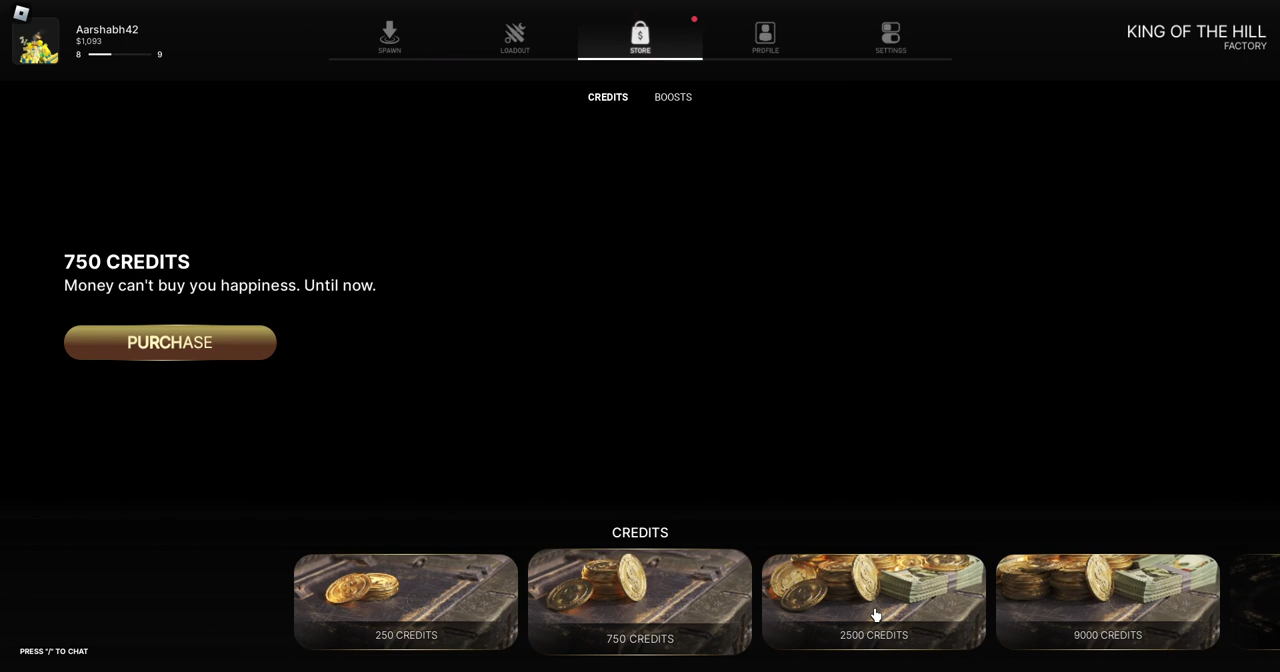 Aarshabh42
$1,093
8 9
SPAWN
LOADOUT
$
STORE
PROFILE
SETTINGS
KING OF THE HILL
FACTORY
CREDITS BOOSTS
750 CREDITS
Money can't buy you happiness. Until now.
PURCHASE
CREDITS
250 CREDITS
750 CREDITS
2500 CREDITS
9000 CREDITS
PRESS "/" TO CHAT